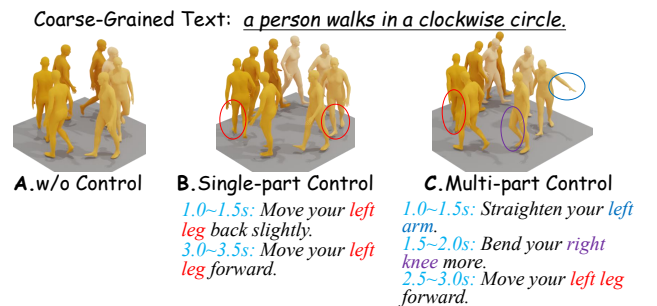 Coarse-Grained Text: a person walks in a clockwise circle.
A.w/o Control
B.Single-part Control
1.0~1.5s: Move your left
leg back slightly.
3.0~3.5s: Move your left
leg forward.
C.Multi-part Control
1.0~1.5s: Straighten your left
arm.
1.5~2.0s: Bend your right
knee more.
2.5~3.0s: Move your left leg
forward.